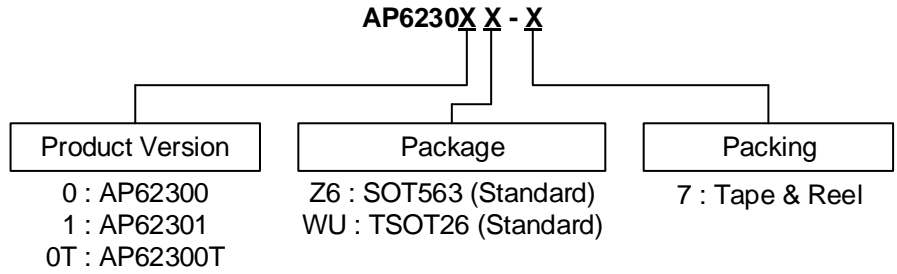 AP6230X X - X
Product Version
Package
Packing
0 : AP62300
1 : AP62301
0T : AP62300T
Z6 : SOT563 (Standard)
WU : TSOT26 (Standard)
7 : Tape & Reel